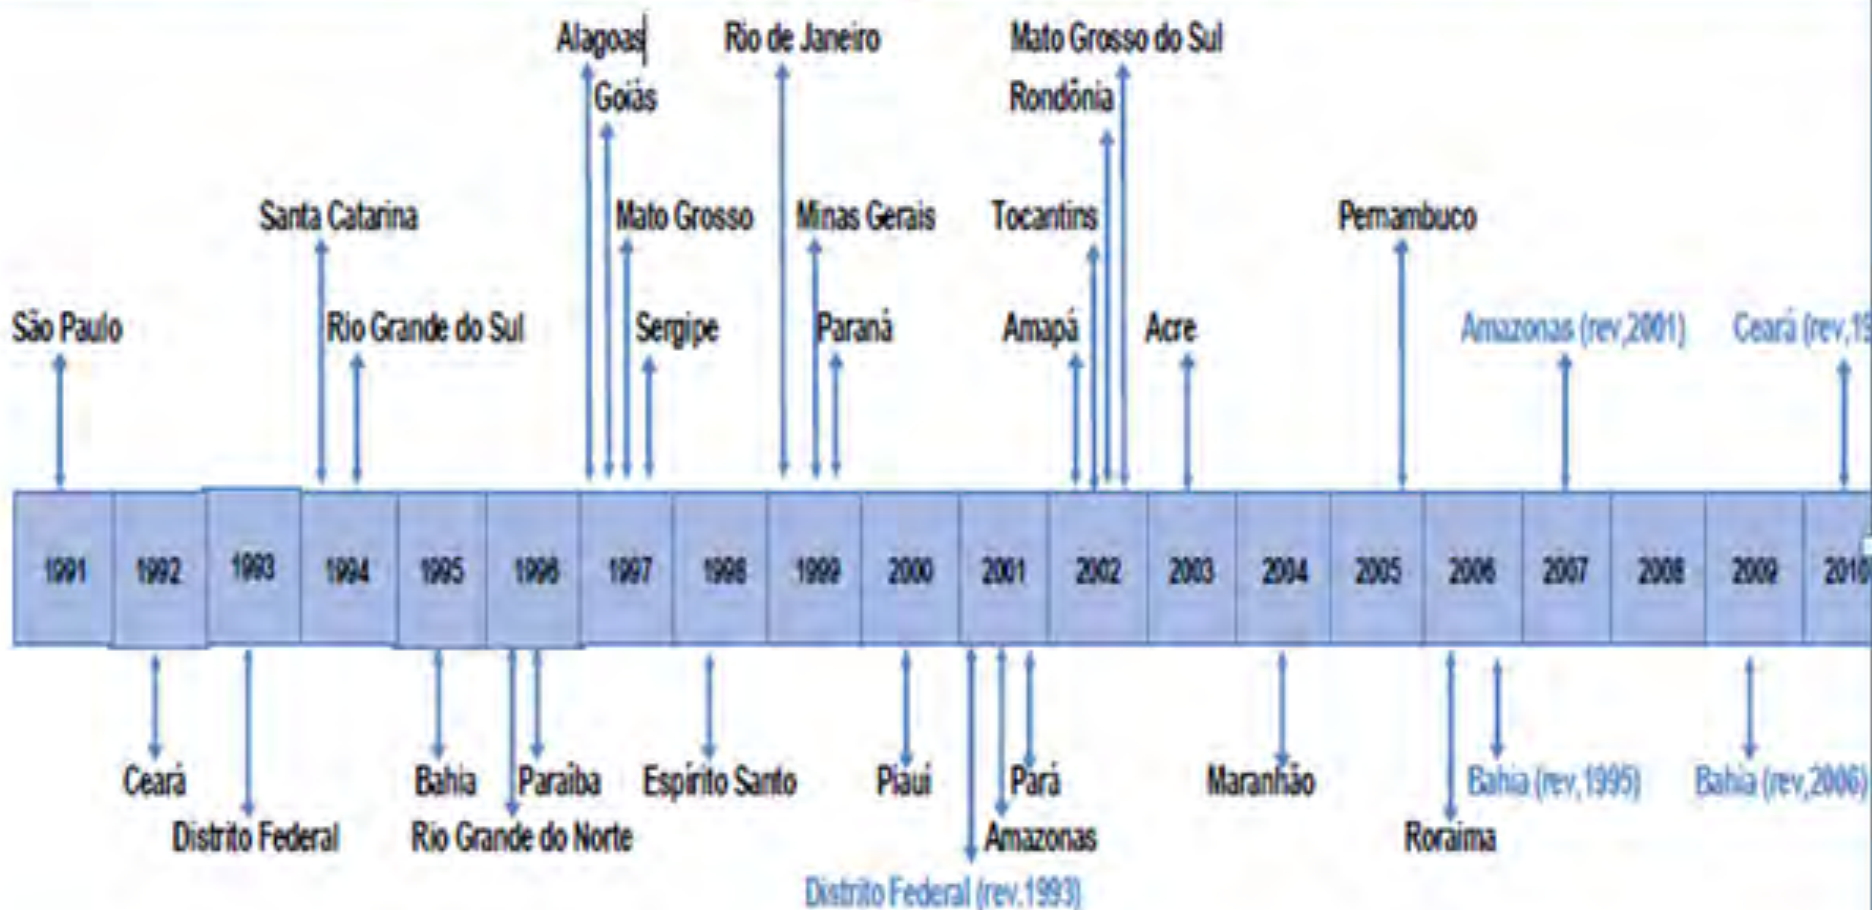 Alagoas
Rio de Janeiro
Mato Grosso do Sul
Goiás
Rondônia
Santa Catarina
Mato Grosso
Minas Gerais
Tocantins
Pernambuco
São Paulo
Rio Grande do Sul
Sergipe
Paraná
Amapá
Acre
Amazonas (rev,2001)
Ceará (rev,19
1991
1992
1993
1994
1995
1996
1997
1998
1999
2000
2001
2002
2003
2004
2005
2006
2007
2008
2009
2010
Ceará
Bahia
Paraíba
Espírito Santo
Piauí
Pará
Maranhão
Bahia (rev,1995)
Bahia (rev,2006)
Distrito Federal
Rio Grande do Norte
Amazonas
Roraima
Distrito Federal (rev.1993)